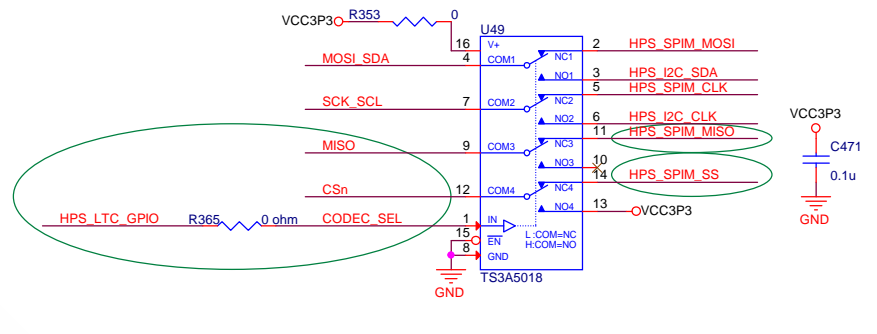 VCC3P3 R353 0
U49
16 V+ 2 HPS_SPIM_MOSI
MOSI_SDA 4 COM1 NC1
NO1 3 HPS_I2C_SDA
5 HPS_SPIM_CLK
SCK_SCL 7 COM2 NC2
NO2 6 HPS_I2C_CLK VCC3P3
11 HPS_SPIM_MISO
MISO 9 COM3 NC3 C471
NO3 10
14 HPS_SPIM_SS 0.1u
CSn 12 COM4 NC4
NO4 13 VCC3P3 GND
HPS_LTC_GPIO R365 0 ohm CODEC_SEL 1 IN
15 EN L :COM=NC
8 GND H:COM=NO
GND TS3A5018